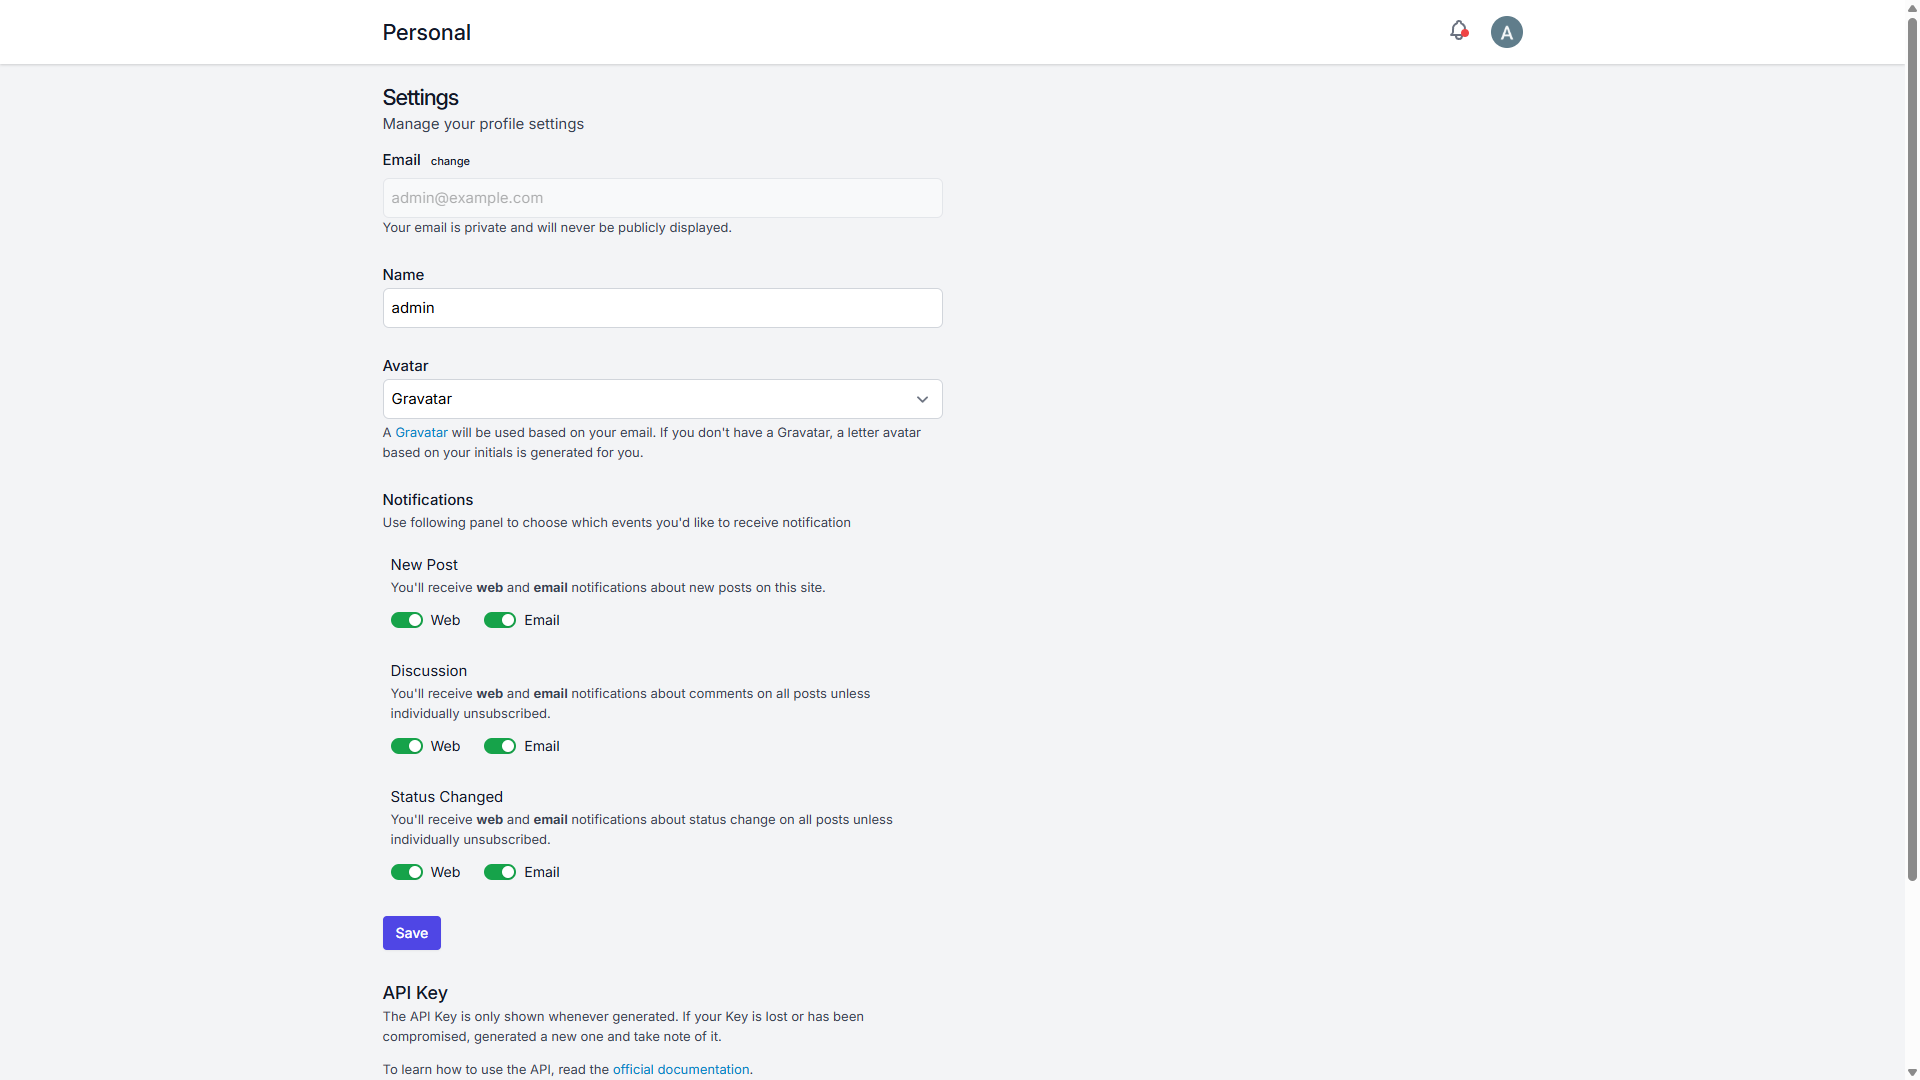 Personal
A
Settings
Manage your profile settings
Email change
admin@example.com
Your email is private and will never be publicly displayed.
Name
admin
Avatar
Gravatar
A Gravatar will be used based on your email. If you don't have a Gravatar, a letter avatar
based on your initials is generated for you.
Notifications
Use following panel to choose which events you'd like to receive notification
New Post
You'll receive web and email notifications about new posts on this site.
Web Email
Discussion
You'll receive web and email notifications about comments on all posts unless
individually unsubscribed.
Web Email
Status Changed
You'll receive web and email notifications about status change on all posts unless
individually unsubscribed.
Web Email
Save
API Key
The API Key is only shown whenever generated. If your Key is lost or has been
compromised, generated a new one and take note of it.
To learn how to use the API, read the official documentation.